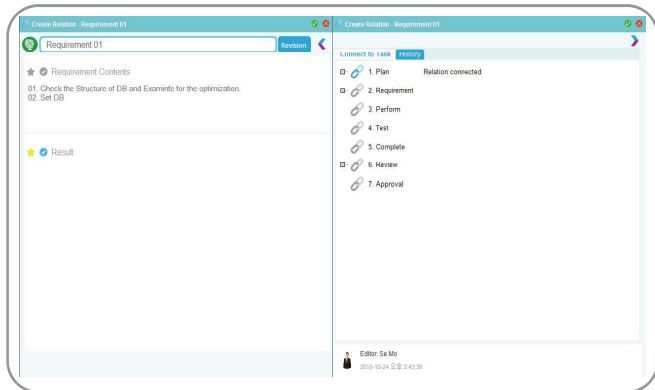 Create Relation - Requirement 01
Requirement 01
Revision
Requirement Contents
01. Check the Structure of DB and Examinfe for the optimization.
02. Set DB
Result
Create Relation - Requirement 01
Connect to Task History
1. Plan Relation connected
2. Requirement
3. Perform
4. Test
5. Complete
6. Review
7. Approval
Editor: Se Mo
2018-10-24 오후 2:43:39